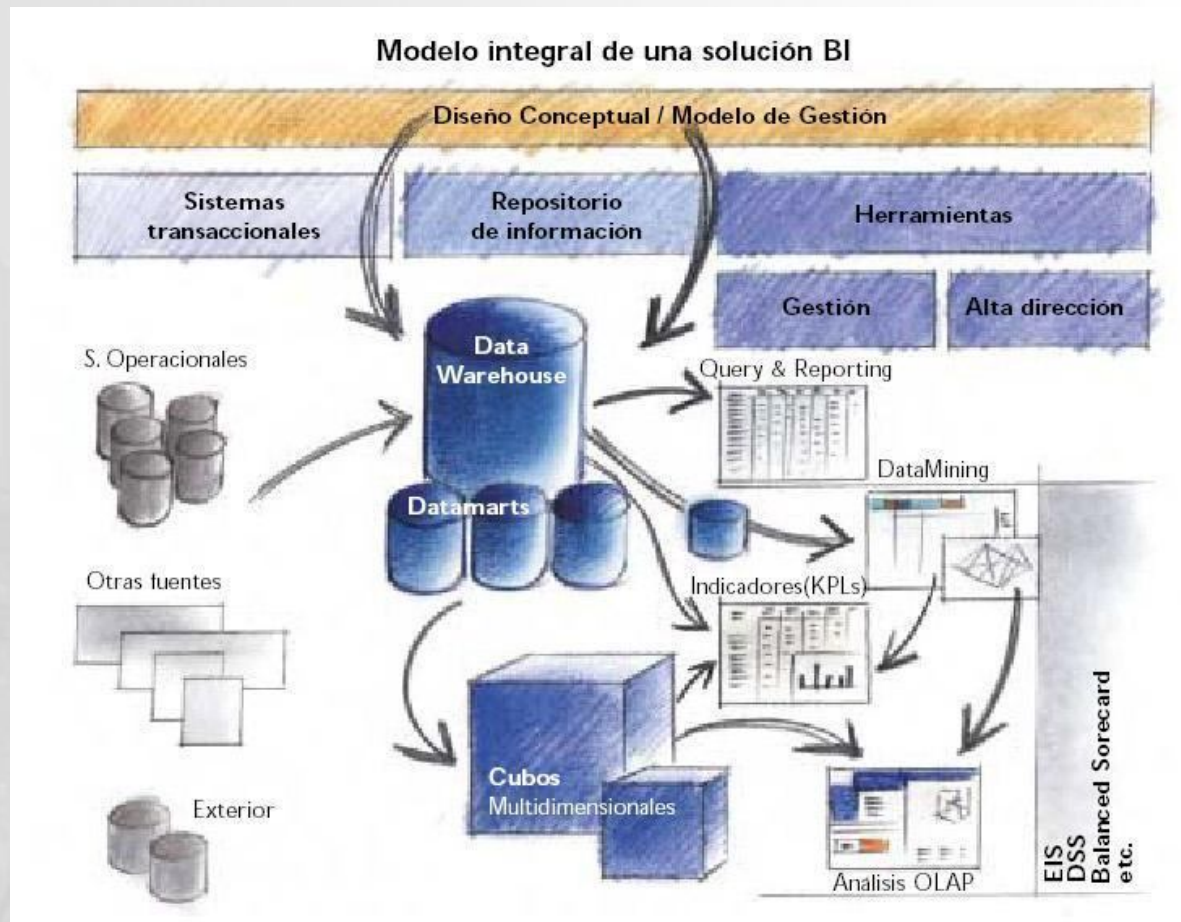 Modelo integral de una solución BI
Diseño Conceptual / Modelo de Gestión
Sistemas
transaccionales
Repositorio
de información
Herramientas
Gestión
Alta dirección
S. Operacionales
Data
Warehouse
Query & Reporting
DataMining
Datamarts
Otras fuentes
Indicadores(KPLs)
Cubos
Multidimensionales
Exterior
Analisis OLAP
EIS
DSS
Balanced Sorecard
etc.